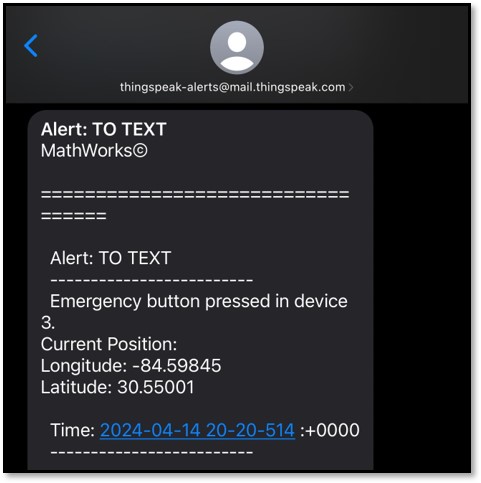 thingspeak-alerts@mail.thingspeak.com
Alert: TO TEXT
MathWorks©
============================
======
Alert: TO TEXT
-------------------------
Emergency button pressed in device
3.
Current Position:
Longitude: -84.59845
Latitude: 30.55001
Time: 2024-04-14 20-20-514 :+0000
-------------------------